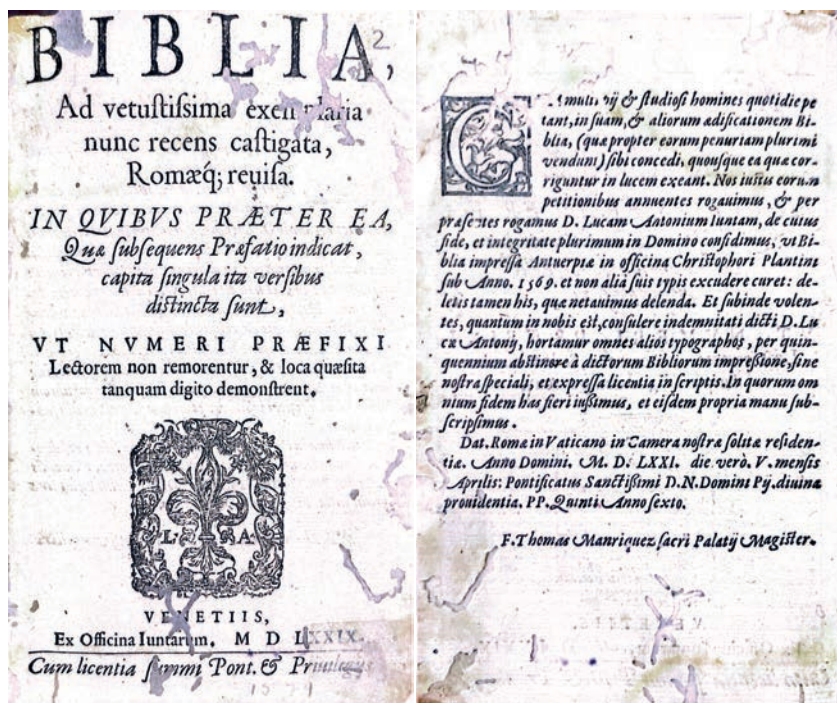 BIBLIA,
2
Ad vetustissima exemplaria
nunc recens castigata,
Romæq́; reuisa.
IN QVIBVS PRÆTER EA,
Quæ subsequens Præfatio indicat,
capita singula ita versibus
distincta sunt,
VT NVMERI PRÆFIXI
Lectorem non remorentur, & loca quæsita
tanquam digito demonstrent.
L. A
VENETIIS,
Ex Officina Iuntarum, M D LXXIX.
Cum licentia summi Pont. & Priuilegiis
multi pij & studiosi homines quotidie pe
tant, in suam, & aliorum ædificationem Bi-
blia, (quæ propter eorum penuriam plurimi
vendunt) sibi concedi, quousque ea quæ cor-
riguntur in lucem exeant. Nos iustis eorum
petitionibus annuentes rogauimus, & per
præsentes rogamus D. Lucam Antonium Iuntam, de cuius
fide, et integritate plurimum in Domino confidimus, vt Bi-
blia impressa Antuerpiæ in officina Christophori Plantini
sub Anno. 1569. et non alia suis typis excudere curet: de-
letis tamen his, quæ notauimus delenda. Et subinde volen-
tes, quantum in nobis est, consulere indemnitati dicti D. Lu
cæ Antonij, hortamur omnes alios typographos, per quin-
quennium abstinere à dictorum Bibliorum impressione, sine
nostra speciali, et expressa licentia in scriptis. In quorum om
nium fidem has fieri iussimus, et eisdem propria manu sub-
scripsimus.
Dat. Romæ in Vaticano in Camera nostræ solitæ residen-
tiæ. Anno Domini. M. D. LXXI. die verò. V. mensis
Aprilis: Pontificatus Sanctissimi D. N. Domini Pij. diuina
prouidentia. PP. Quinti Anno sexto.
F. Thomas Manriquez sacri Palatij Magister.